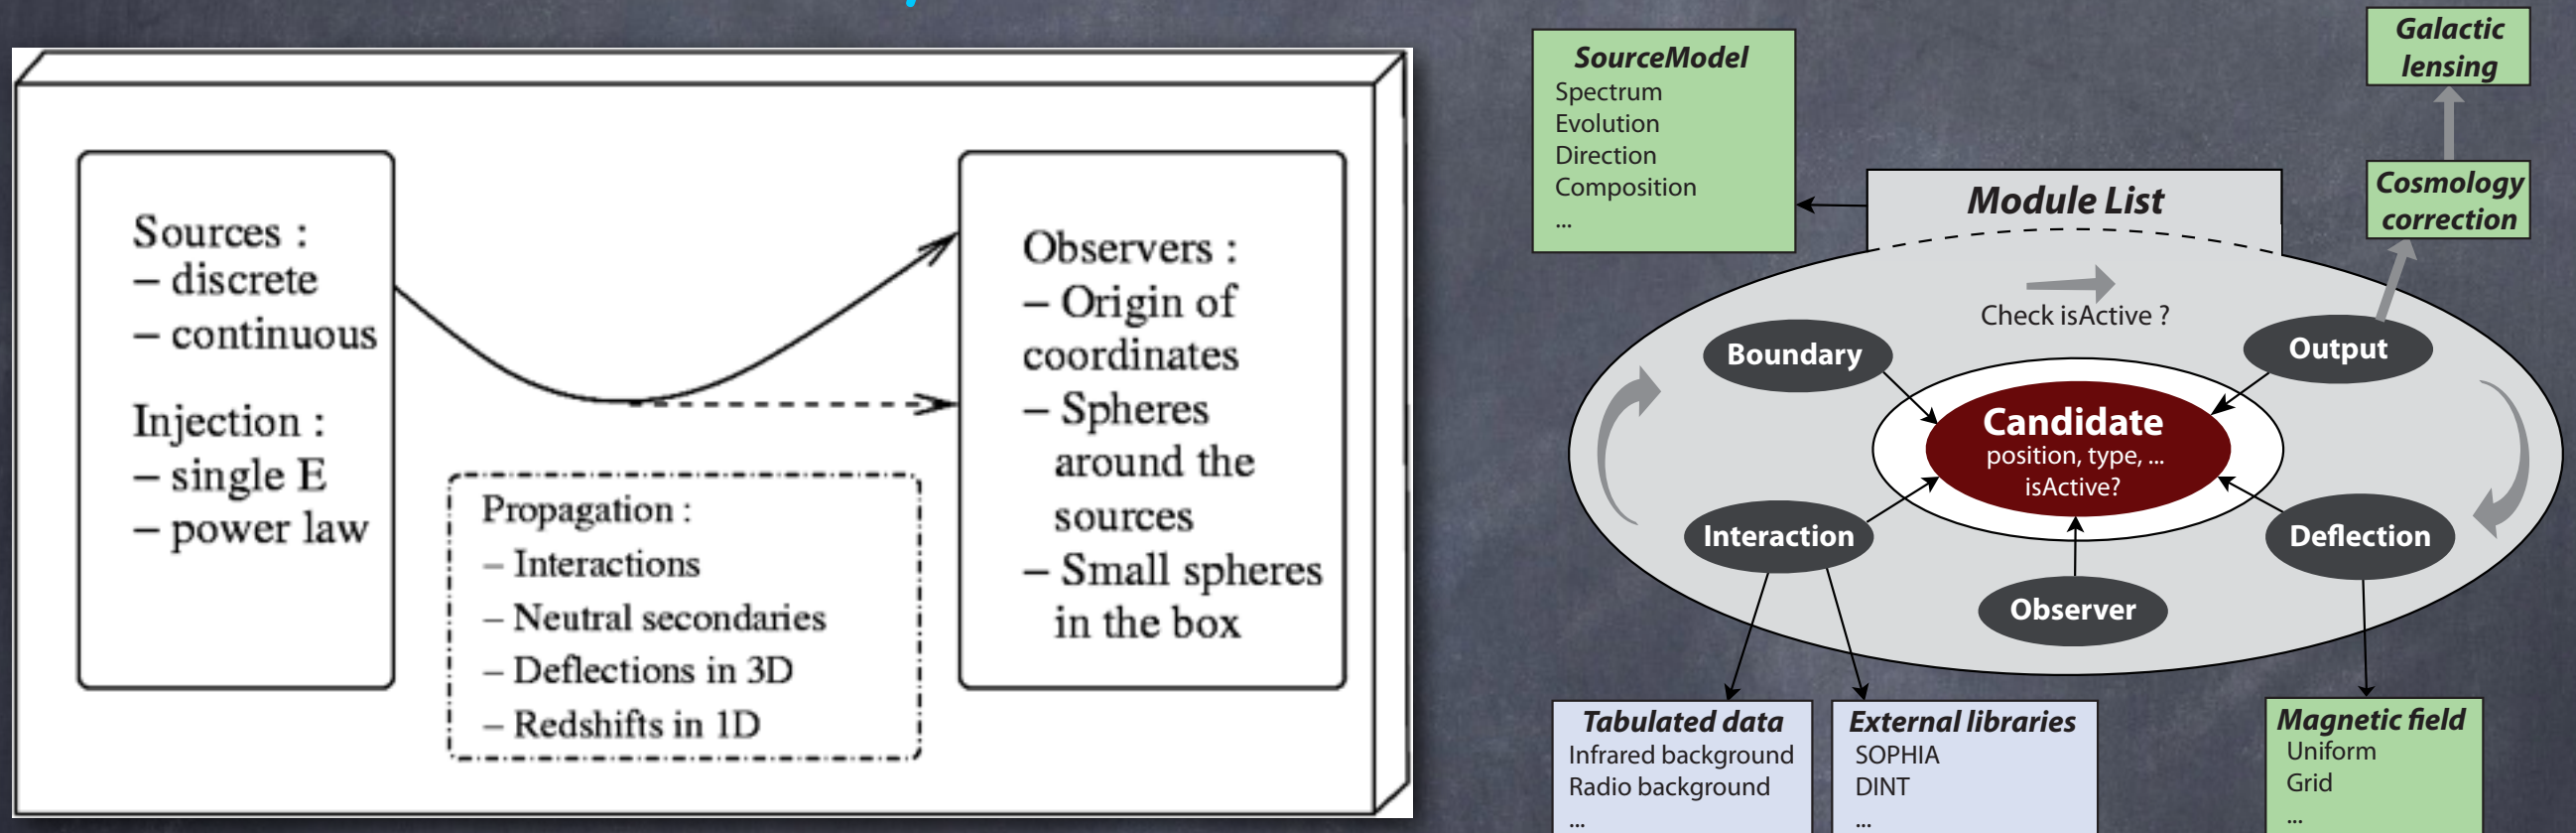 Sources :
– discrete
– continuous
Injection :
– single E
– power law
Propagation :
– Interactions
– Neutral secondaries
– Deflections in 3D
– Redshifts in 1D
Observers :
– Origin of
coordinates
– Spheres
around the
sources
– Small spheres
in the box
SourceModel
Spectrum
Evolution
Direction
Composition
...
Galactic
lensing
Cosmology
correction
Module List
Check isActive ?
Boundary
Output
Candidate
position, type, ...
isActive?
Interaction
Deflection
Observer
Tabulated data
Infrared background
Radio background
...
External libraries
SOPHIA
DINT
...
Magnetic field
Uniform
Grid
...